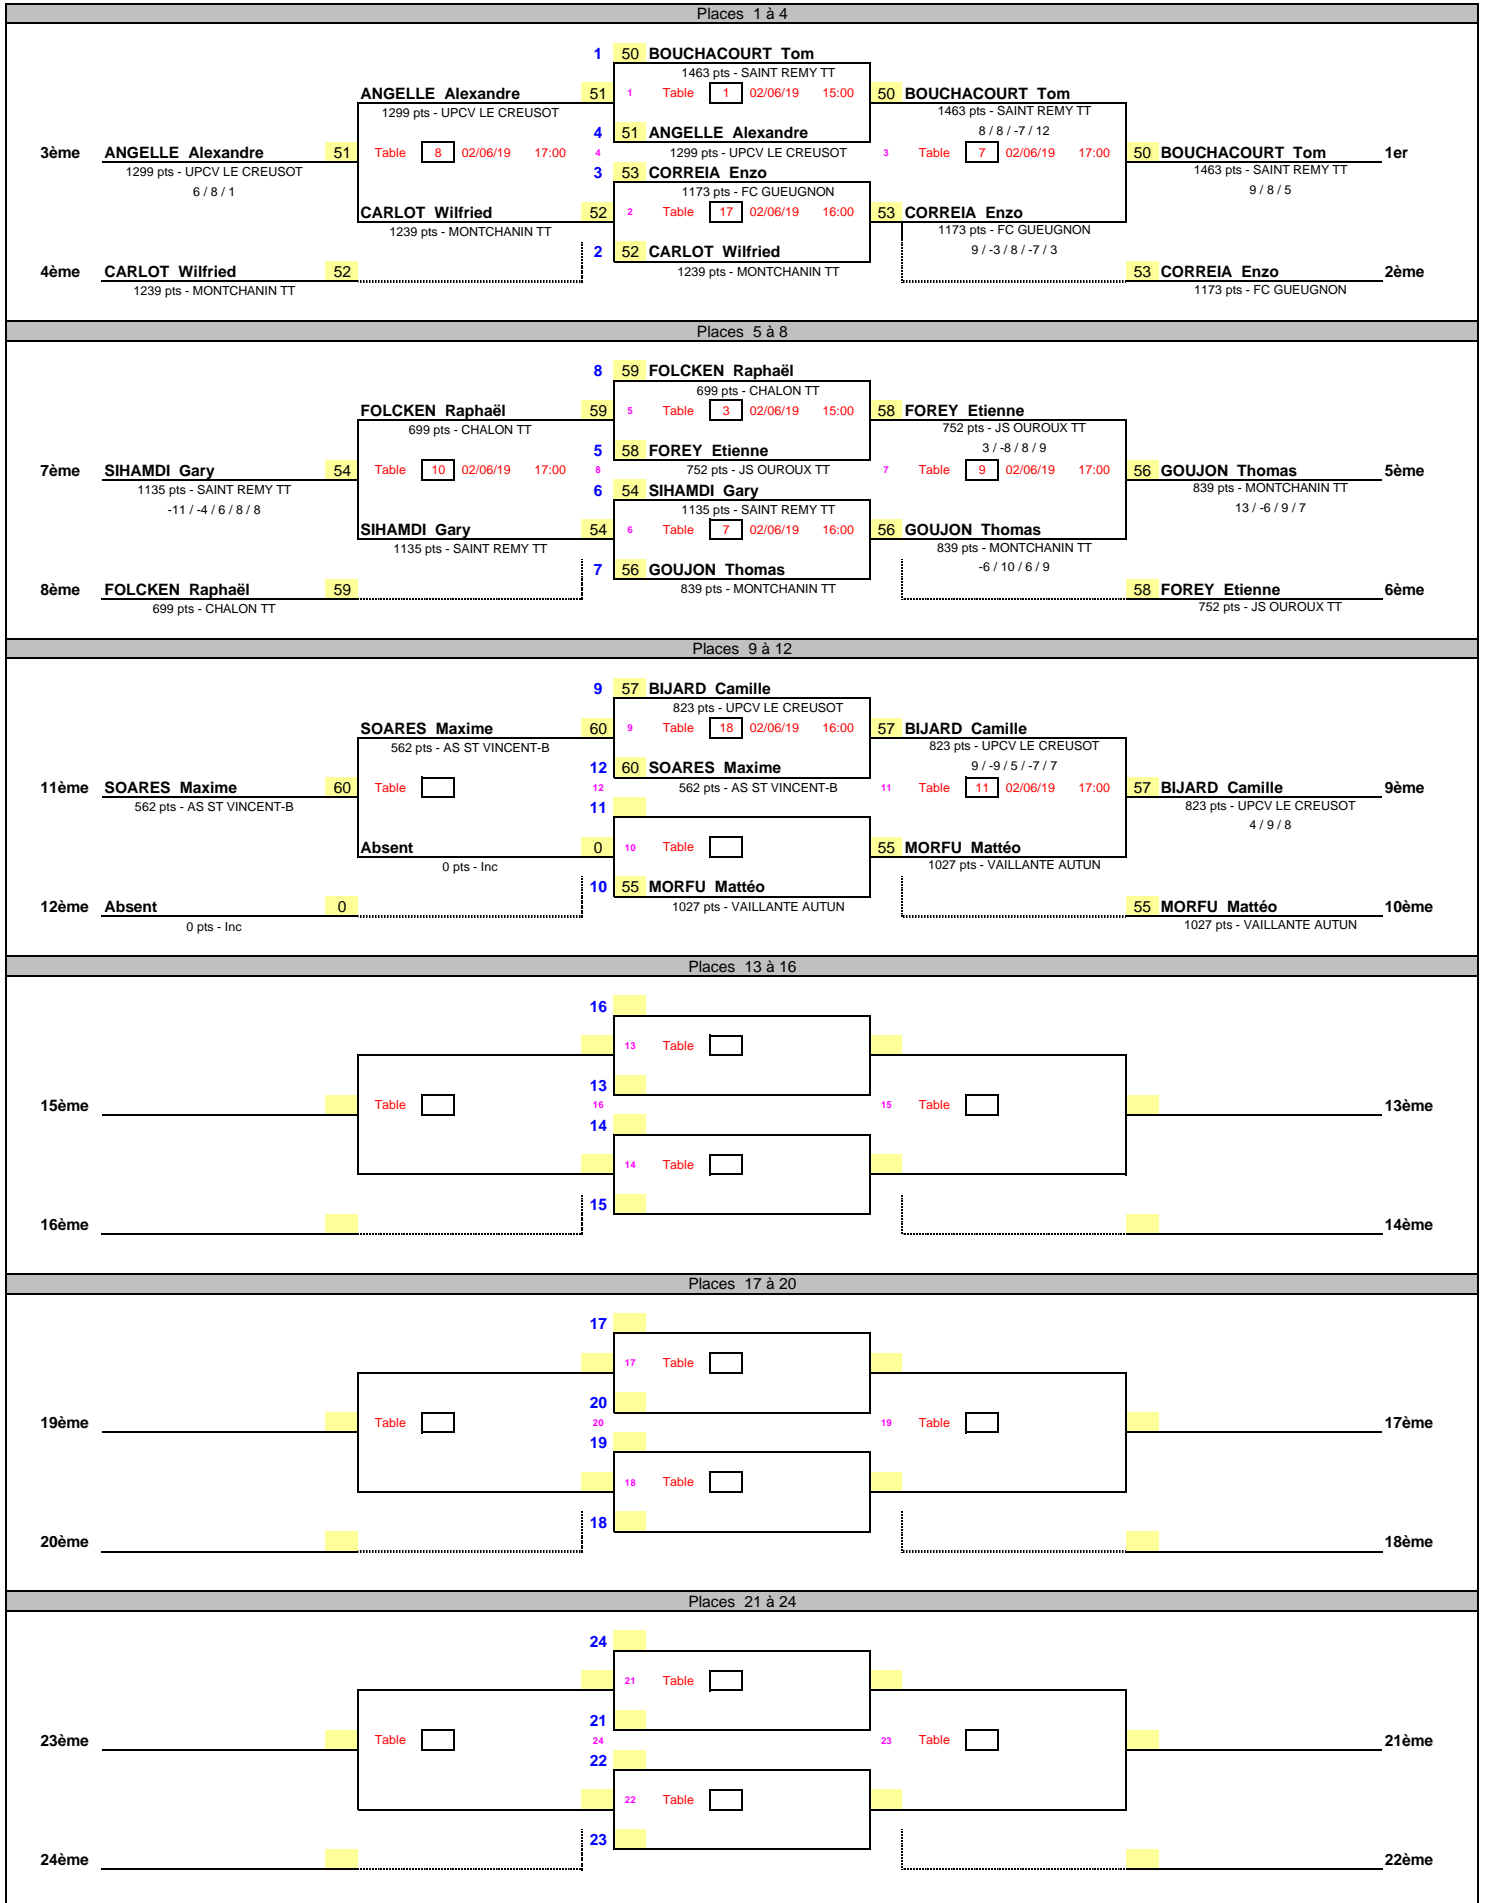 Places 1 à 4
1 50 BOUCHACOURT Tom
1463 pts - SAINT REMY TT
ANGELLE Alexandre 51 1 Table 1 02/06/19 15:00 50 BOUCHACOURT Tom
1299 pts - UPCV LE CREUSOT 1463 pts - SAINT REMY TT
4 51 ANGELLE Alexandre 8 / 8 / -7 / 12
3ème ANGELLE Alexandre 51 Table 8 02/06/19 17:00 4 1299 pts - UPCV LE CREUSOT 3 Table 7 02/06/19 17:00 50 BOUCHACOURT Tom 1er
1299 pts - UPCV LE CREUSOT 3 53 CORREIA Enzo 1463 pts - SAINT REMY TT
6 / 8 / 1 1173 pts - FC GUEUGNON 9 / 8 / 5
CARLOT Wilfried 52 2 Table 17 02/06/19 16:00 53 CORREIA Enzo
1239 pts - MONTCHANIN TT 1173 pts - FC GUEUGNON
2 52 CARLOT Wilfried 9 / -3 / 8 / -7 / 3
4ème CARLOT Wilfried 52 1239 pts - MONTCHANIN TT 53 CORREIA Enzo 2ème
1239 pts - MONTCHANIN TT 1173 pts - FC GUEUGNON
Places 5 à 8
8 59 FOLCKEN Raphaël
699 pts - CHALON TT
FOLCKEN Raphaël 59 5 Table 3 02/06/19 15:00 58 FOREY Etienne
699 pts - CHALON TT 752 pts - JS OUROUX TT
5 58 FOREY Etienne 3 / -8 / 8 / 9
7ème SIHAMDI Gary 54 Table 10 02/06/19 17:00 8 752 pts - JS OUROUX TT 7 Table 9 02/06/19 17:00 56 GOUJON Thomas 5ème
1135 pts - SAINT REMY TT 6 54 SIHAMDI Gary 839 pts - MONTCHANIN TT
-11 / -4 / 6 / 8 / 8 1135 pts - SAINT REMY TT 13 / -6 / 9 / 7
SIHAMDI Gary 54 6 Table 7 02/06/19 16:00 56 GOUJON Thomas
1135 pts - SAINT REMY TT 839 pts - MONTCHANIN TT
7 56 GOUJON Thomas -6 / 10 / 6 / 9
8ème FOLCKEN Raphaël 59 839 pts - MONTCHANIN TT 58 FOREY Etienne 6ème
699 pts - CHALON TT 752 pts - JS OUROUX TT
Places 9 à 12
9 57 BIJARD Camille
823 pts - UPCV LE CREUSOT
SOARES Maxime 60 9 Table 18 02/06/19 16:00 57 BIJARD Camille
562 pts - AS ST VINCENT-B 823 pts - UPCV LE CREUSOT
12 60 SOARES Maxime 9 / -9 / 5 / -7 / 7
11ème SOARES Maxime 60 Table 12 562 pts - AS ST VINCENT-B 11 Table 11 02/06/19 17:00 57 BIJARD Camille 9ème
562 pts - AS ST VINCENT-B 11 823 pts - UPCV LE CREUSOT
4 / 9 / 8
Absent 0 10 Table 55 MORFU Mattéo
0 pts - Inc 1027 pts - VAILLANTE AUTUN
10 55 MORFU Mattéo
12ème Absent 0 1027 pts - VAILLANTE AUTUN 55 MORFU Mattéo 10ème
0 pts - Inc 1027 pts - VAILLANTE AUTUN
Places 13 à 16
16
13 Table
13
15ème Table 16 15 Table 13ème
14
14 Table
15
16ème 14ème
Places 17 à 20
17
17 Table
20
19ème Table 20 19 Table 17ème
19
18 Table
18
20ème 18ème
Places 21 à 24
24
21 Table
21
23ème Table 24 23 Table 21ème
22
22 Table
23
24ème 22ème